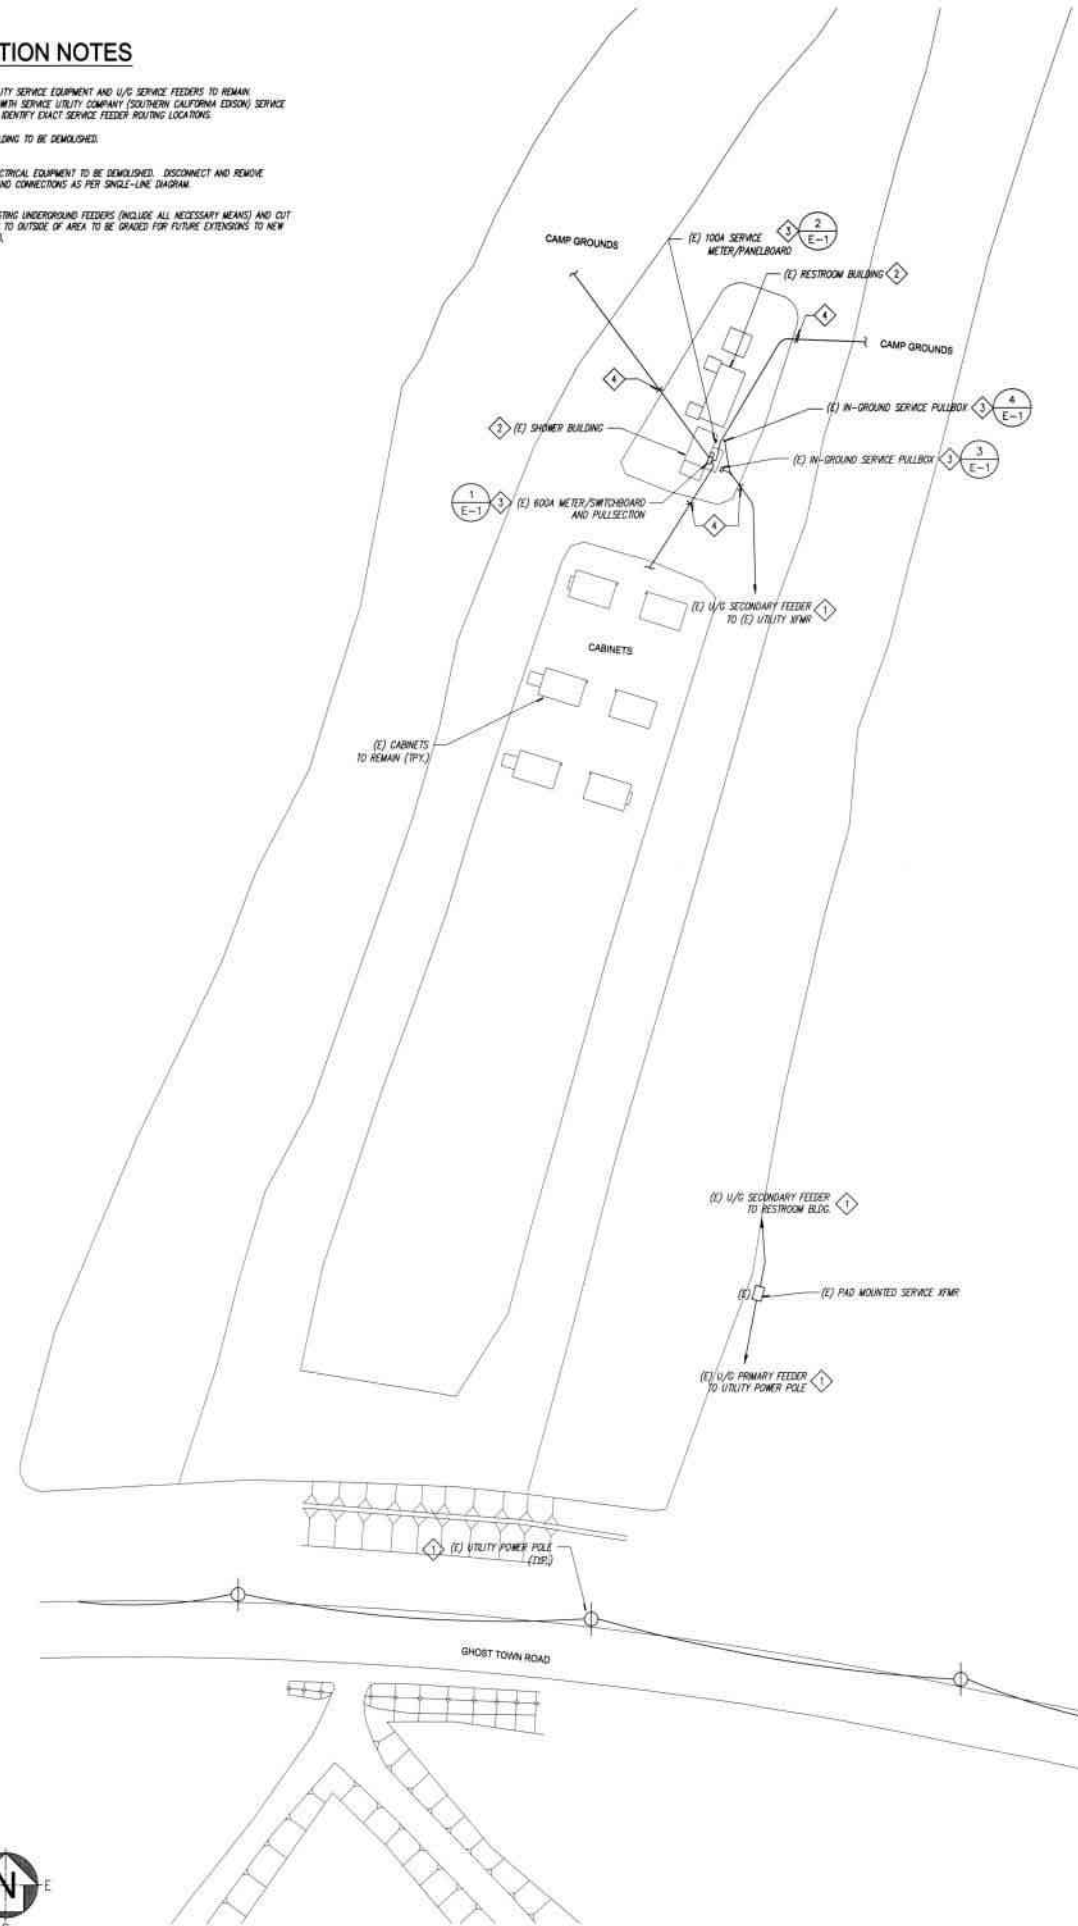 TION NOTES
ITY SERVICE EQUIPMENT AND U/G SERVICE FEEDERS TO REMAIN.
WITH SERVICE UTILITY COMPANY (SOUTHERN CALIFORNIA EDISON) SERVICE
IDENTIFY EXACT SERVICE FEEDER ROUTING LOCATIONS.
LDING TO BE DEMOLISHED.
CTRICAL EQUIPMENT TO BE DEMOLISHED. DISCONNECT AND REMOVE
ND CONNECTIONS AS PER SINGLE-LINE DIAGRAM.
STING UNDERGROUND FEEDERS (INCLUDE ALL NECESSARY MEANS) AND CUT
TO OUTSIDE OF AREA TO BE GRADED FOR FUTURE EXTENSIONS TO NEW
CAMP GROUNDS
(E) 100A SERVICE
METER/PANELBOARD
3
2
E-1
(E) RESTROOM BUILDING 2
4
CAMP GROUNDS
4
(E) IN-GROUND SERVICE PULLBOX 3
4
E-1
2 (E) SHOWER BUILDING
(E) IN-GROUND SERVICE PULLBOX 3
3
E-1
1
E-1
3 (E) 600A METER/SWITCHBOARD
AND PULLSECTION
4
(E) U/G SECONDARY FEEDER
TO (E) UTILITY XFMR
1
CABINETS
(E) CABINETS
TO REMAIN (TPY.)
(E) U/G SECONDARY FEEDER
TO RESTROOM BLDG.
1
(E)
(E) PAD MOUNTED SERVICE XFMR
(E) U/G PRIMARY FEEDER
TO UTILITY POWER POLE
1
1 (E) UTILITY POWER POLE
(TYP.)
GHOST TOWN ROAD
N
E